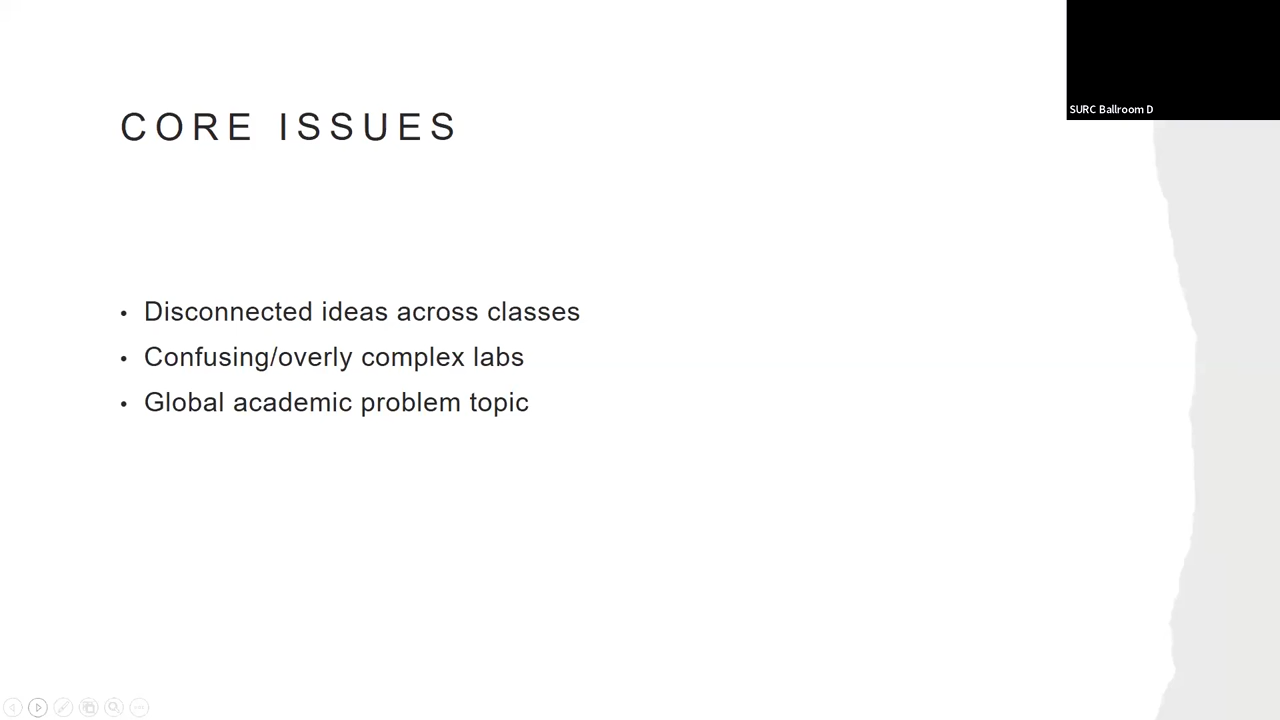 SURC Ballroom D
CORE ISSUES
• Disconnected ideas across classes
• Confusing/overly complex labs
• Global academic problem topic